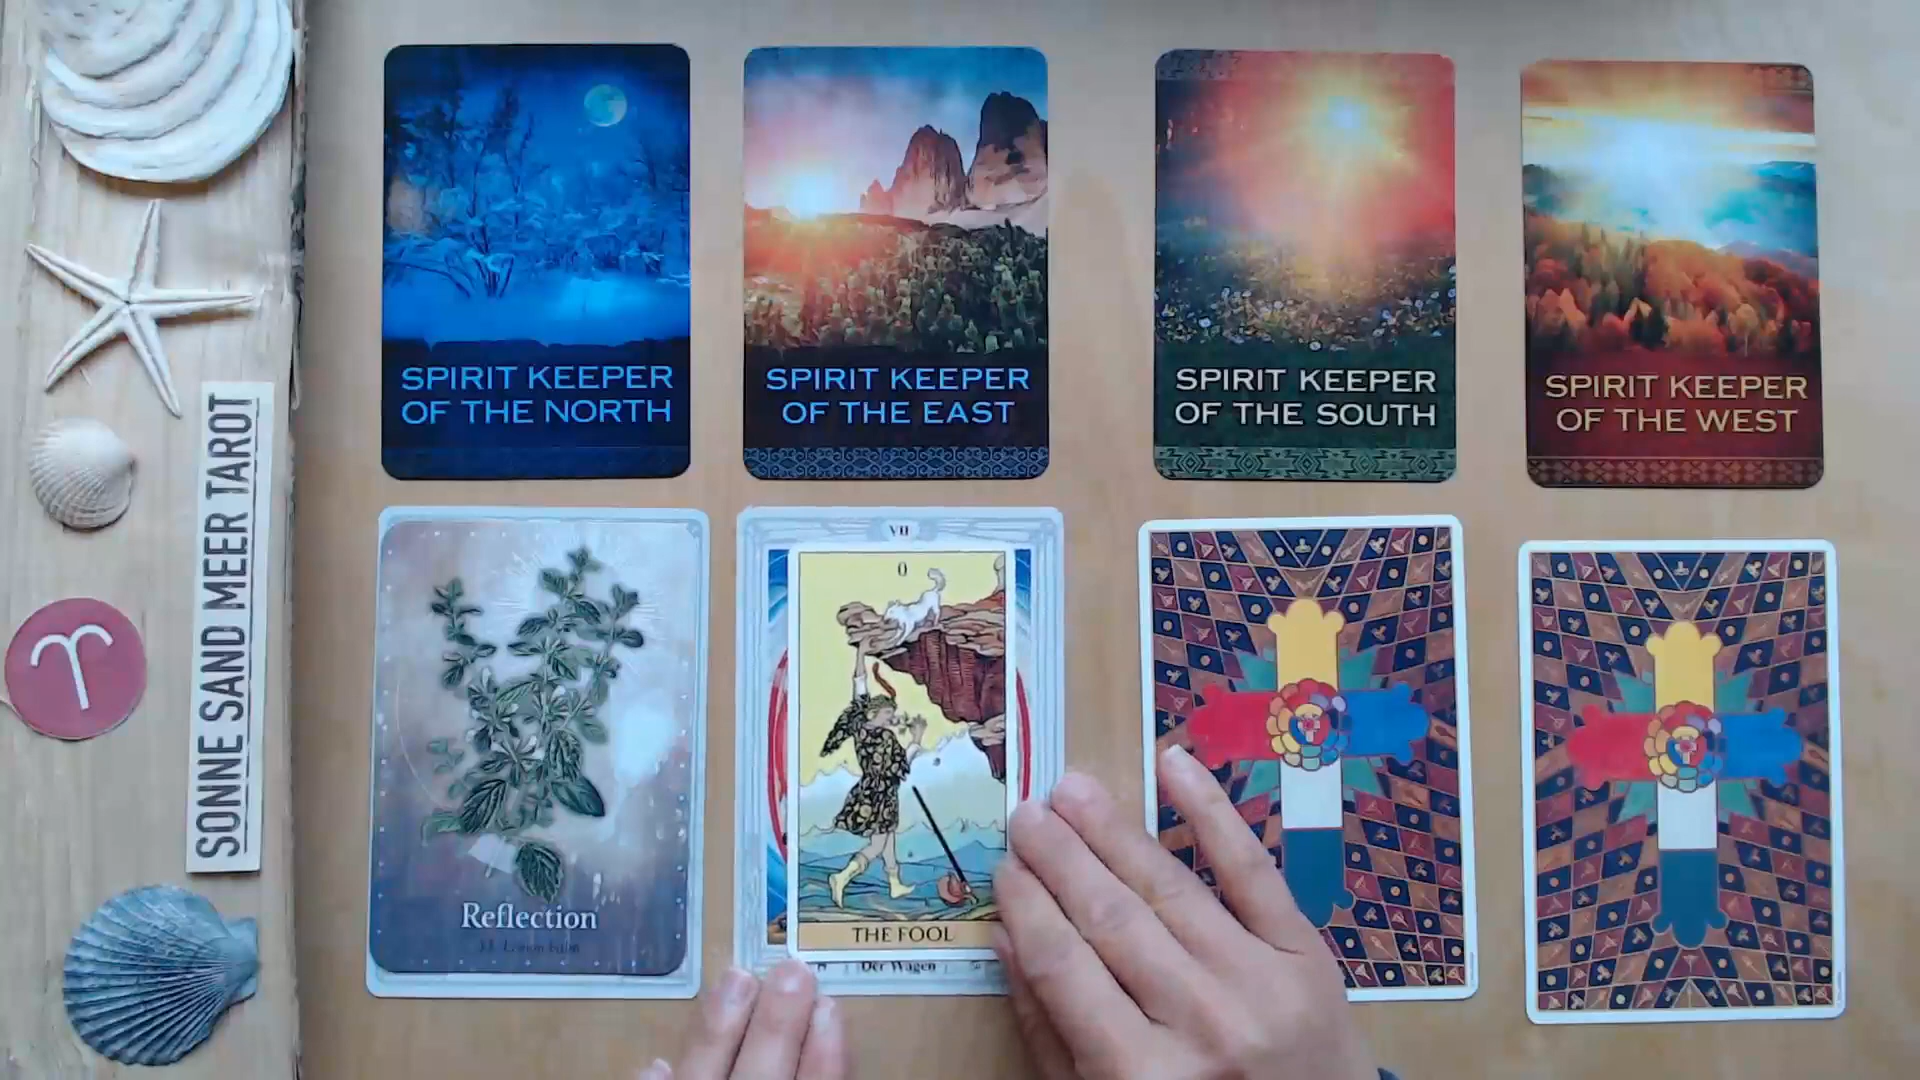 SPIRIT KEEPER
OF THE NORTH
SPIRIT KEEPER
OF THE EAST
SPIRIT KEEPER
OF THE SOUTH
SPIRIT KEEPER
OF THE WEST
SONNE SAND MEER TAROT
Reflection
VII
0
THE FOOL
Der Wagen